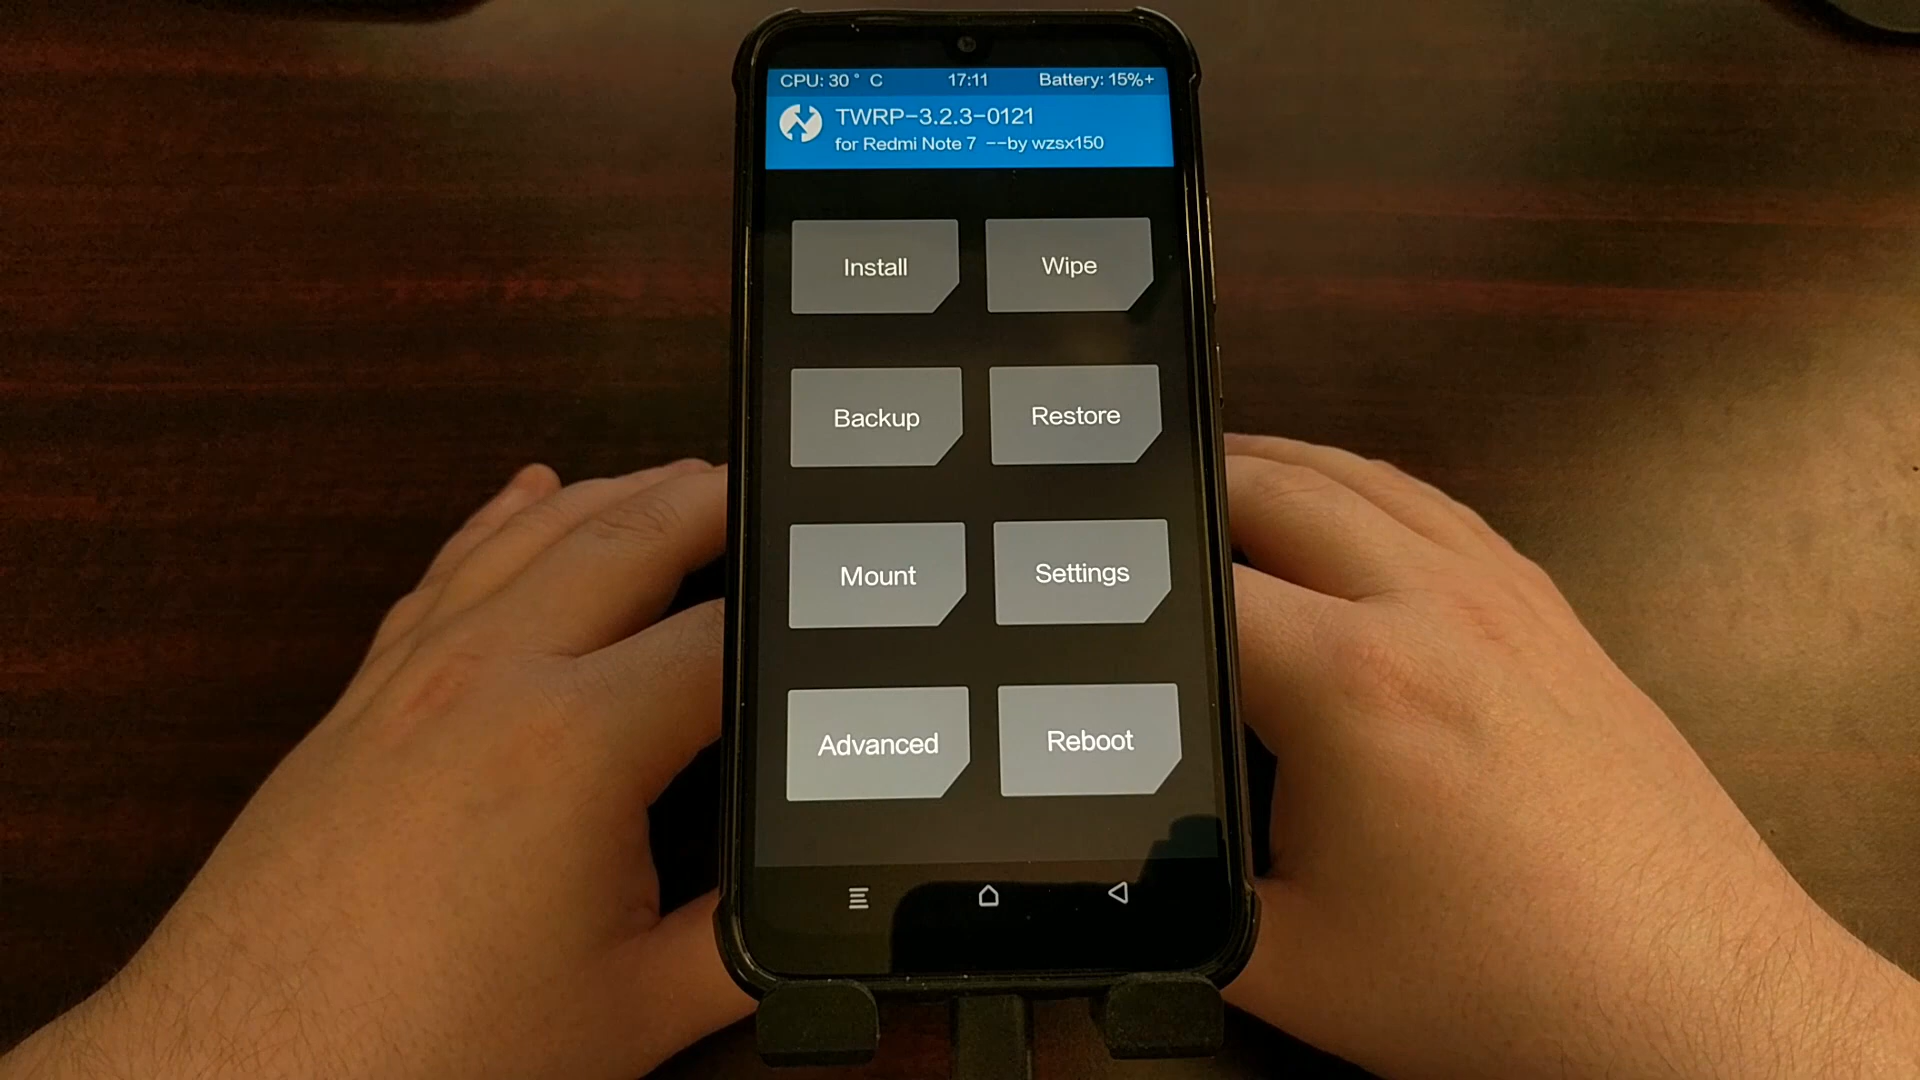 CPU: 30 ° C 17:11 Battery: 15%+
TWRP-3.2.3-0121
for Redmi Note 7 --by wzsx150
Install Wipe
Backup Restore
Mount Settings
Advanced Reboot